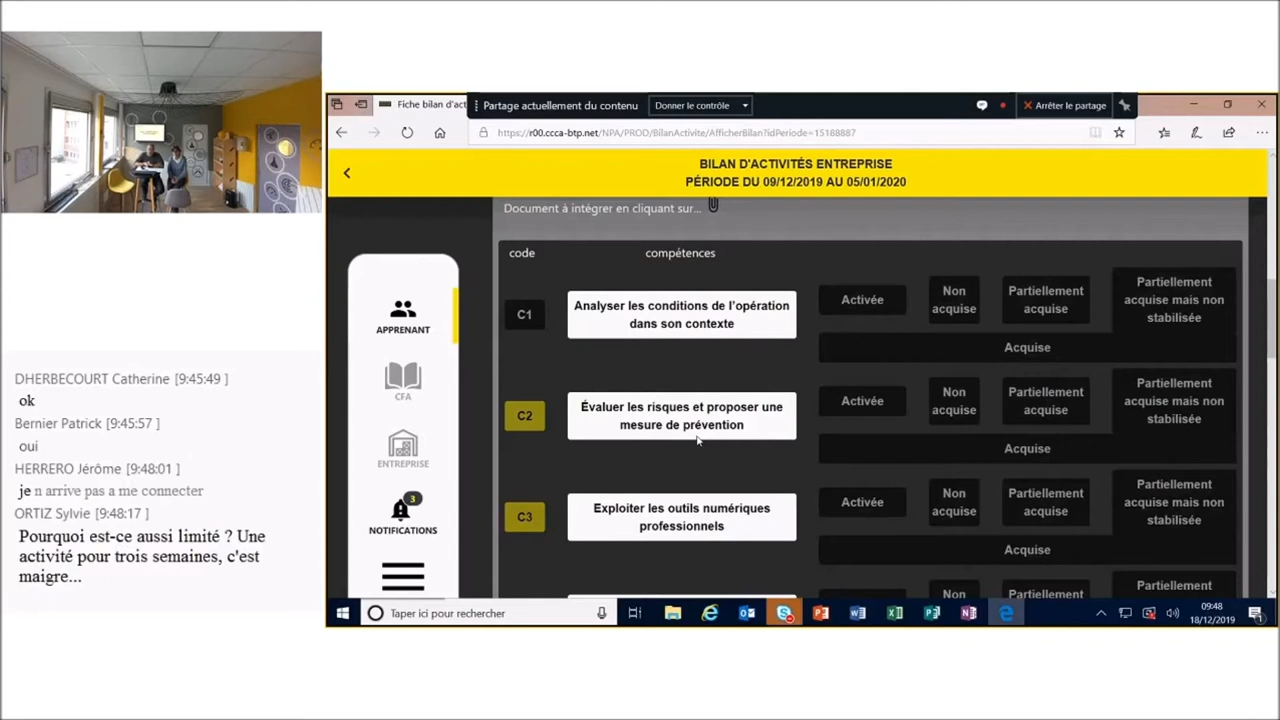 DHERBECOURT Catherine [9:45:49 ]
ok
Bernier Patrick [9:45:57 ]
oui
HERRERO Jérôme [9:48:01 ]
je n arrive pas a me connecter
ORTIZ Sylvie [9:48:17 ]
Pourquoi est-ce aussi limité ? Une
activité pour trois semaines, c'est
maigre...
Fiche bilan d'act
Partage actuellement du contenu
Donner le contrôle
Arrêter le partage
https://r00.ccca-btp.net/NPA/PROD/BilanActivite/AfficherBilan?idPeriode=15188887
BILAN D'ACTIVITÉS ENTREPRISE
PÉRIODE DU 09/12/2019 AU 05/01/2020
APPRENANT
CFA
ENTREPRISE
3
NOTIFICATIONS
Document à intégrer en cliquant sur...
code
compétences
C1
Analyser les conditions de l'opération
dans son contexte
Activée
Non
acquise
Partiellement
acquise
Partiellement
acquise mais non
stabilisée
Acquise
C2
Évaluer les risques et proposer une
mesure de prévention
Activée
Non
acquise
Partiellement
acquise
Partiellement
acquise mais non
stabilisée
Acquise
C3
Exploiter les outils numériques
professionnels
Activée
Non
acquise
Partiellement
acquise
Partiellement
acquise mais non
stabilisée
Acquise
Non
Partiellement
Partiellement
Taper ici pour rechercher
09:48
18/12/2019
1